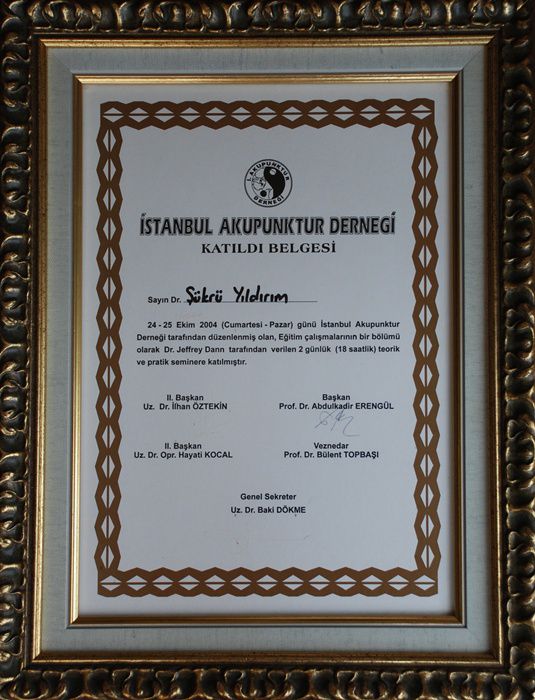 İ. AKUPUNKTUR
DERNEĞİ
İSTANBUL AKUPUNKTUR DERNEGİ
KATILDI BELGESİ
Sayın Dr. Şükrü Yıldırım
24 - 25 Ekim 2004 (Cumartesi - Pazar) günü İstanbul Akupunktur
Derneği tarafından düzenlenmiş olan, Eğitim çalışmalarının bir bölümü
olarak Dr. Jeffrey Dann tarafından verilen 2 günlük (18 saatlik) teorik
ve pratik seminere katılmıştır.
II. Başkan
Uz. Dr. İlhan ÖZTEKİN
Başkan
Prof. Dr. Abdulkadir ERENGÜL
II. Başkan
Uz. Dr. Opr. Hayati KOCAL
Veznedar
Prof. Dr. Bülent TOPBAŞI
Genel Sekreter
Uz. Dr. Baki DÖKME